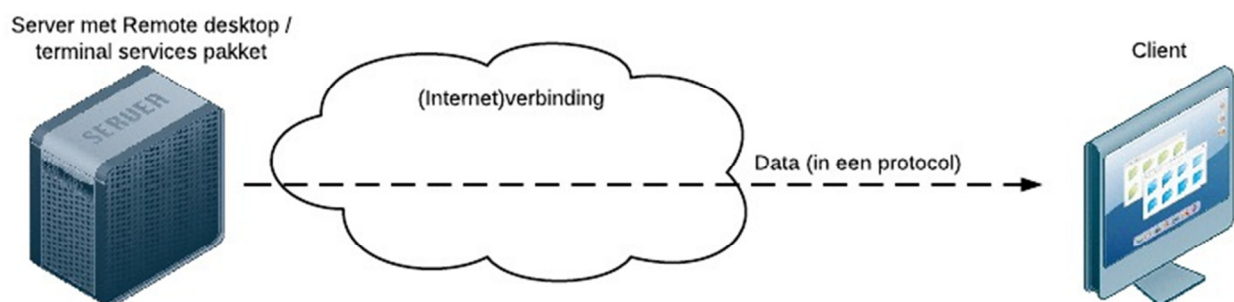 Server met Remote desktop /
terminal services pakket
SERVER
(Internet)verbinding
Data (in een protocol)
Client